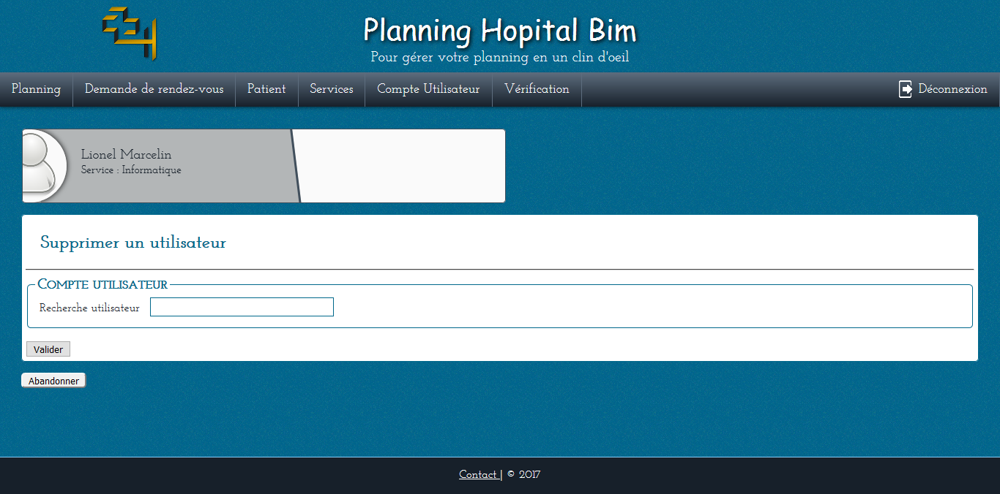 Planning Hopital Bim
Pour gérer votre planning en un clin d'oeil
Planning
Demande de rendez-vous
Patient
Services
Compte Utilisateur
Vérification
Déconnexion
Lionel Marcelin
Service : Informatique
Supprimer un utilisateur
Compte utilisateur
Recherche utilisateur
Valider
Abandonner
Contact | © 2017